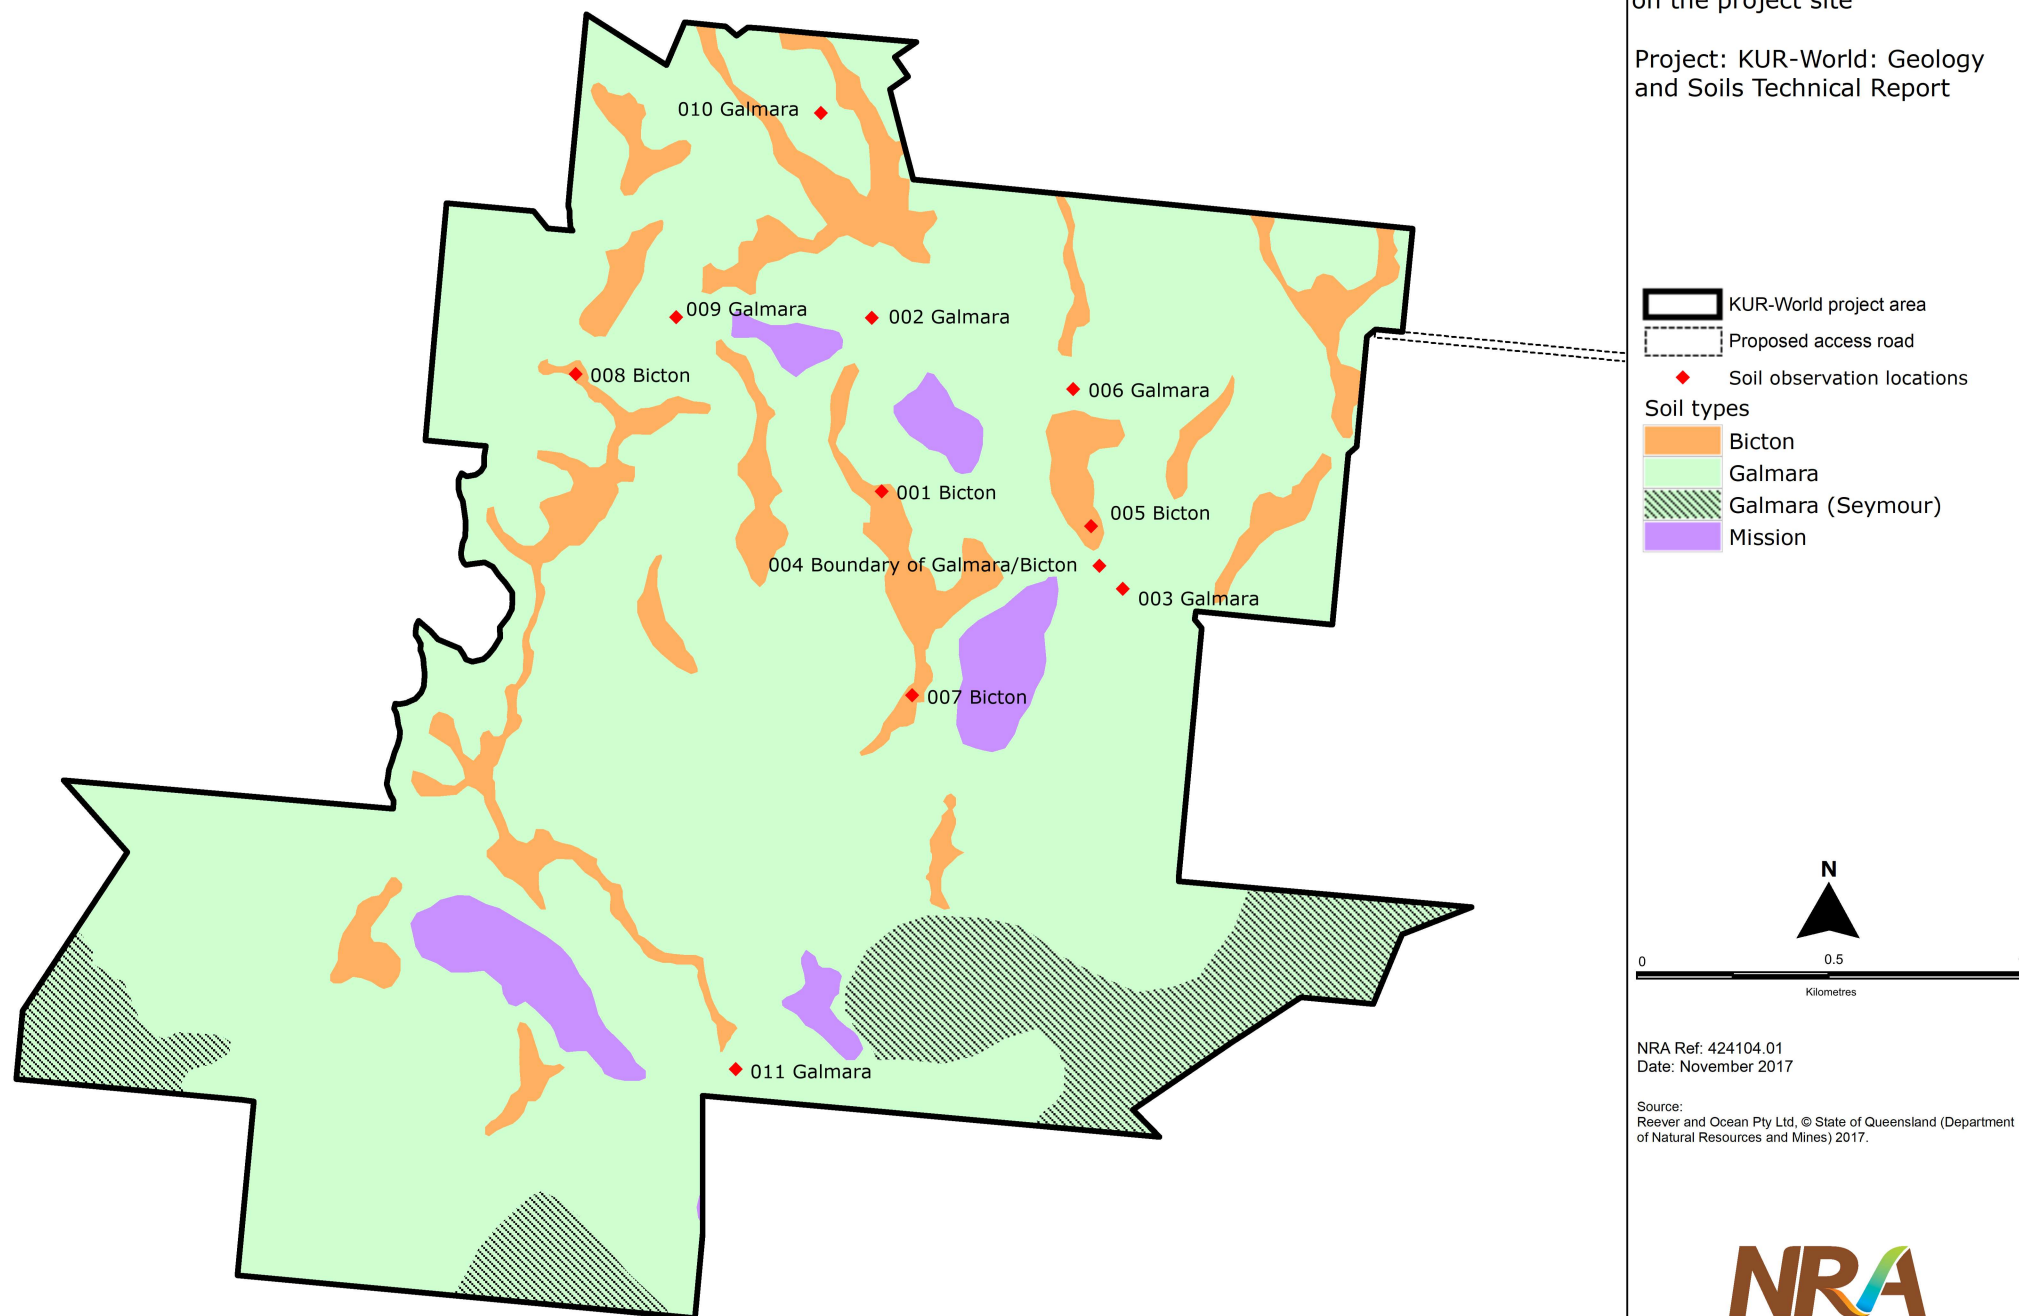 on the project site
Project: KUR-World: Geology
and Soils Technical Report
010 Galmara
009 Galmara
002 Galmara
008 Bicton
006 Galmara
001 Bicton
005 Bicton
004 Boundary of Galmara/Bicton
003 Galmara
007 Bicton
011 Galmara
KUR-World project area
Proposed access road
Soil observation locations
Soil types
Bicton
Galmara
Galmara (Seymour)
Mission
N
0 0.5
Kilometres
NRA Ref: 424104.01
Date: November 2017
Source:
Reever and Ocean Pty Ltd, © State of Queensland (Department
of Natural Resources and Mines) 2017.
NRA